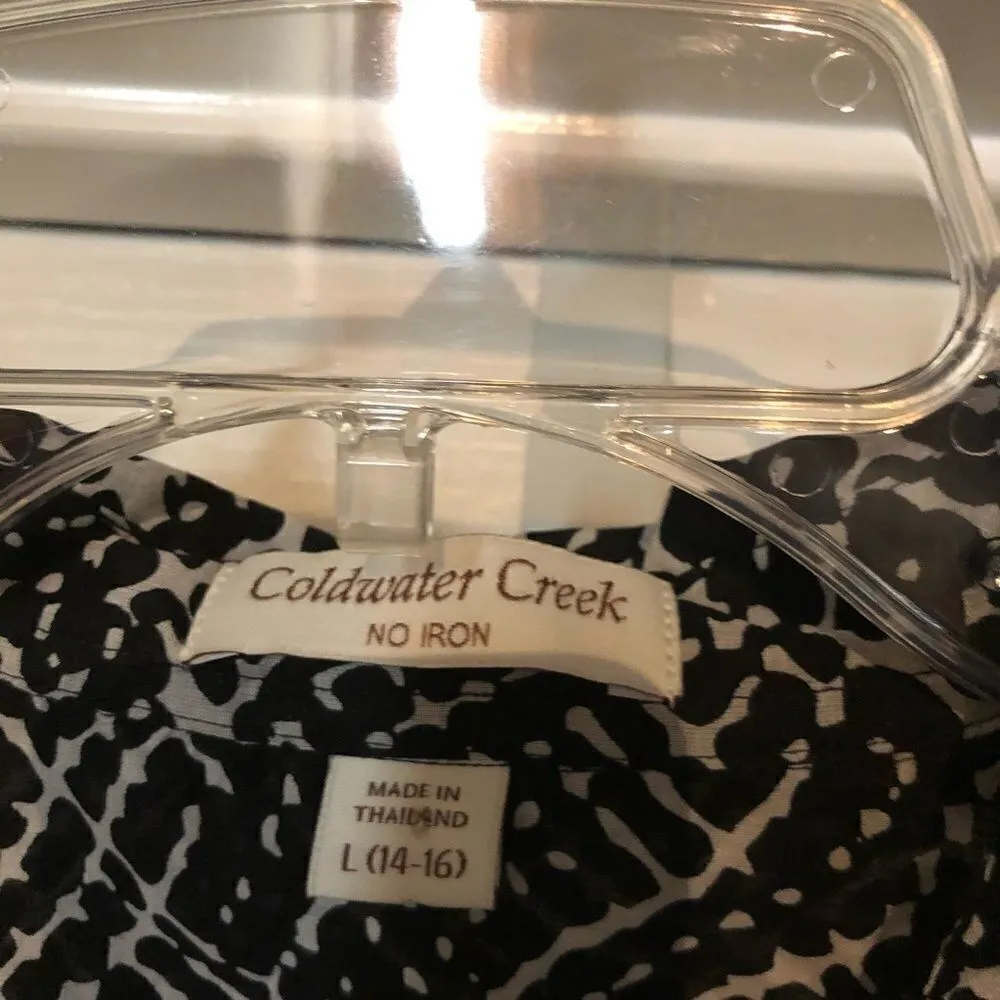 Coldwater Creek
NO IRON
MADE IN
THAILAND
L (14-16)